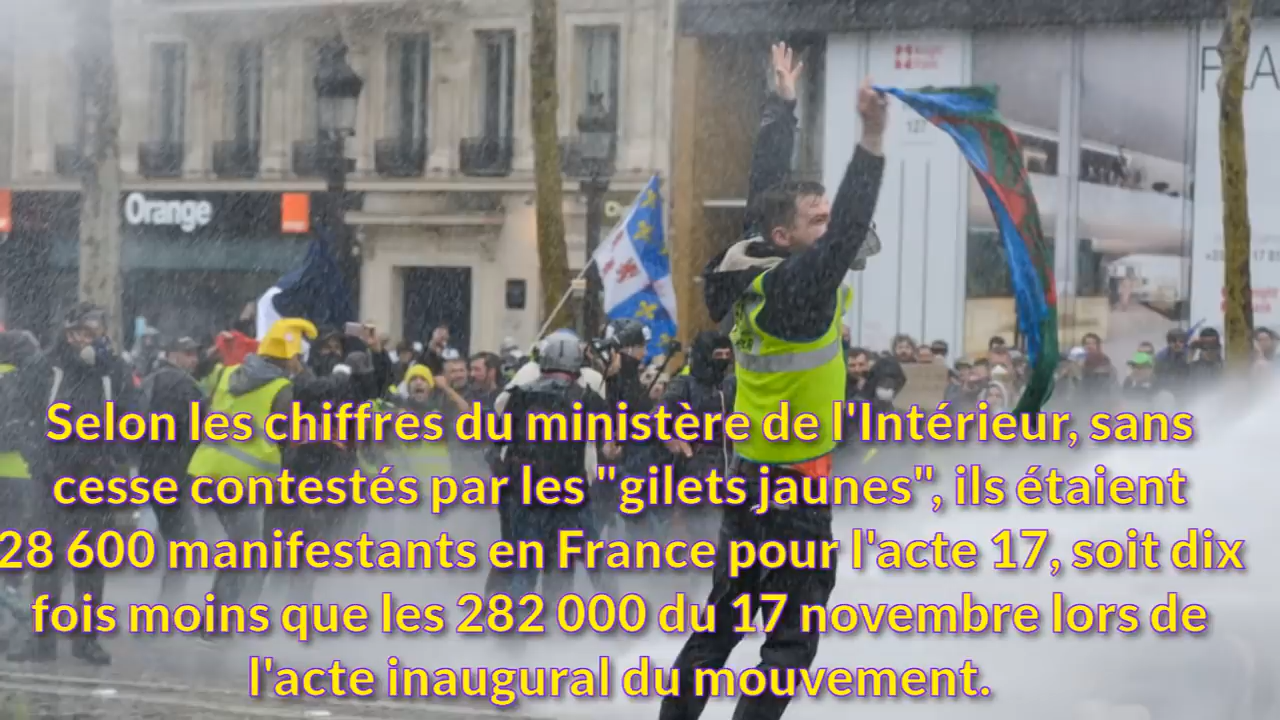 Orange
FLA
127
Selon les chiffres du ministère de l'Intérieur, sans
cesse contestés par les "gilets jaunes", ils étaient
28 600 manifestants en France pour l'acte 17, soit dix
fois moins que les 282 000 du 17 novembre lors de
l'acte inaugural du mouvement.